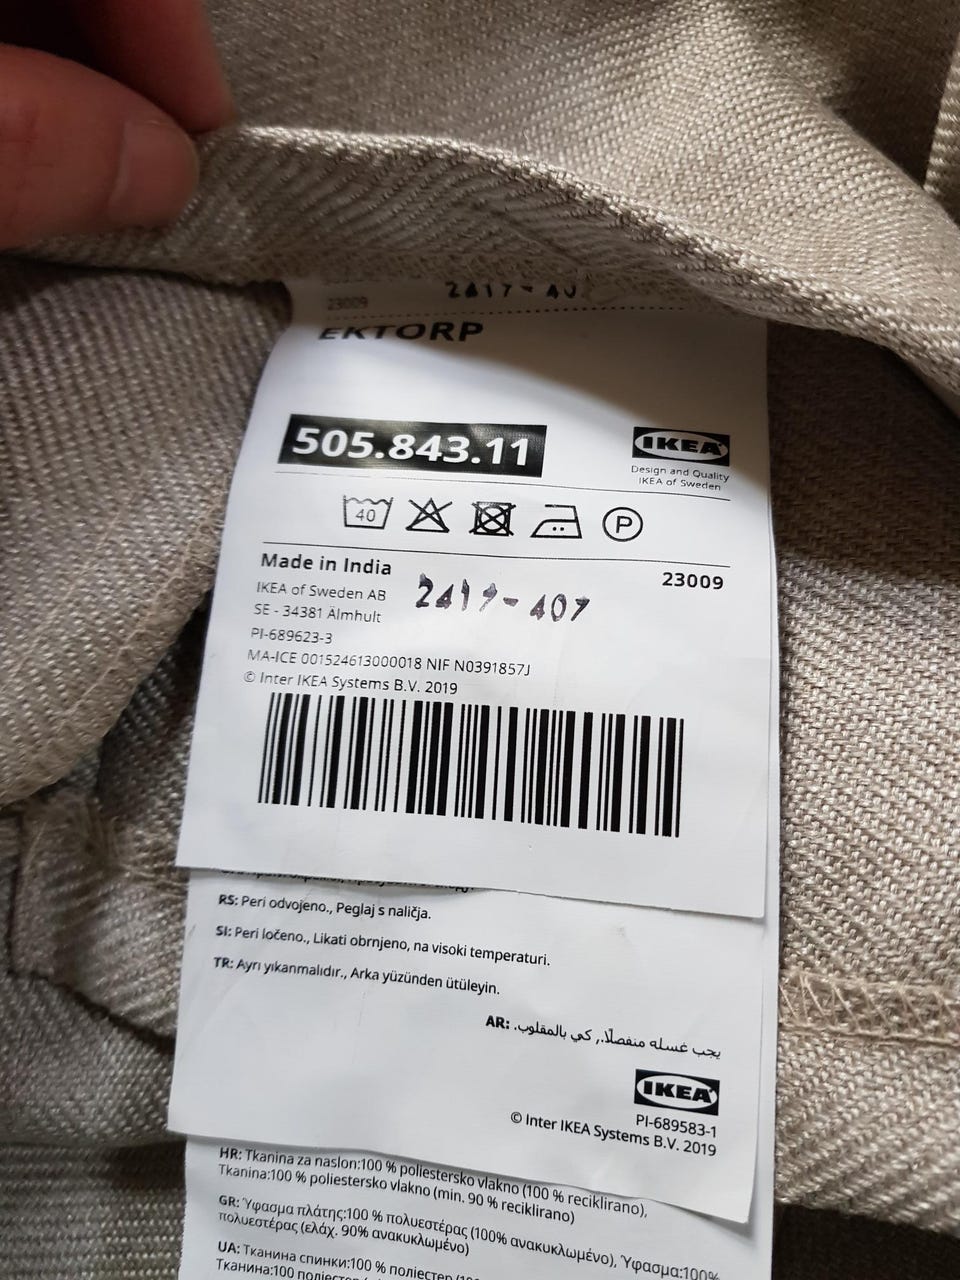 23009
EKTORP
505.843.11
IKEA
Design and Quality
IKEA of Sweden
40
P
Made in India
23009
IKEA of Sweden AB
2417-407
SE - 34381 Älmhult
PI-689623-3
MA-ICE 001524613000018 NIF N0391857J
© Inter IKEA Systems B.V. 2019
RS: Peri odvojeno., Peglaj s naličja.
SI: Peri ločeno., Likati obrnjeno, na visoki temperaturi.
TR: Ayrı yıkanmalıdır., Arka yüzünden ütüleyin.
AR: يجب غسله منفصلًا., كي بالمقلوب.
IKEA
PI-689583-1
© Inter IKEA Systems B.V. 2019
HR: Tkanina za naslon:100 % poliestersko vlakno (100 % reciklirano),
Tkanina:100 % poliestersko vlakno (min. 90 % reciklirano)
GR: Ύφασμα πλάτης:100 % πολυεστέρας (100% ανακυκλωμένο), Ύφασμα:100%
πολυεστέρας (ελάχ. 90% ανακυκλωμένο)
UA: Тканина спинки:100 % поліестер
Тканина:100